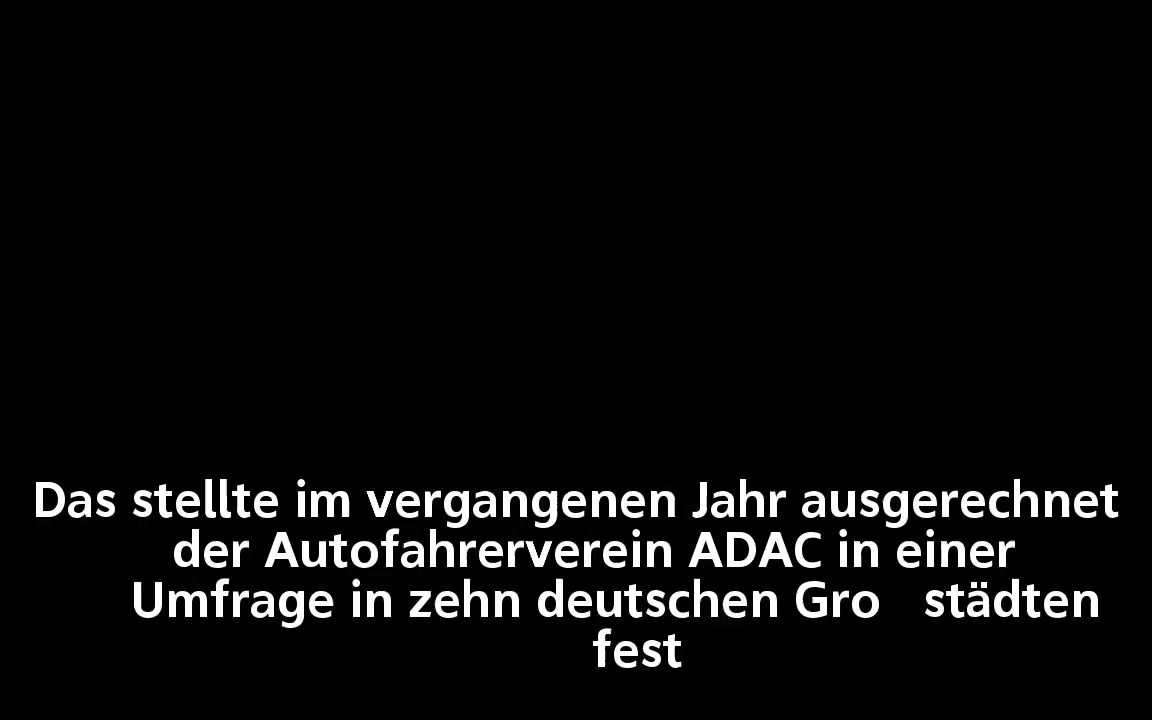 Das stellte im vergangenen Jahr ausgerechnet
der Autofahrerverein ADAC in einer
Umfrage in zehn deutschen Gro städten
fest